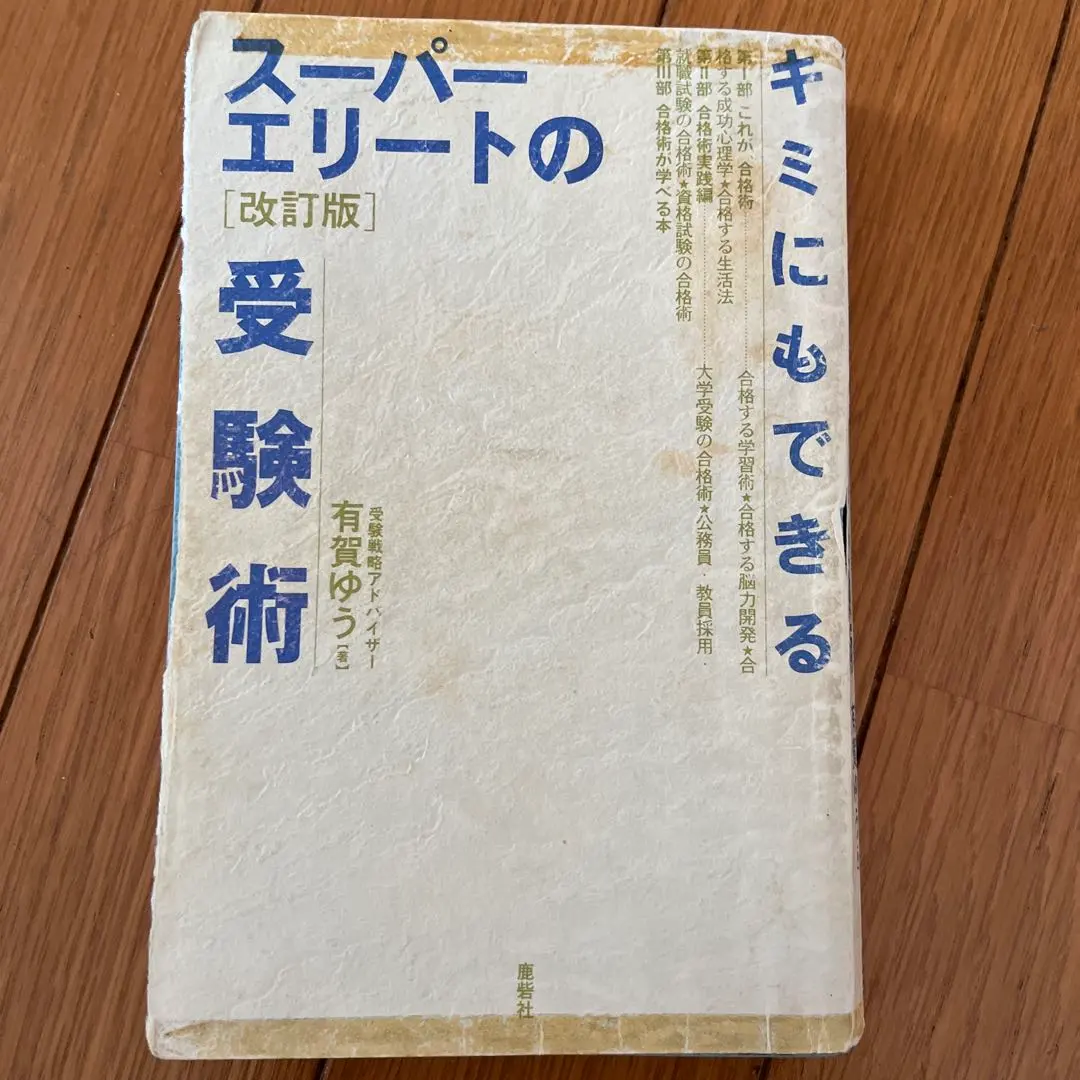 キミにもできる
スーパー
エリートの
[改訂版]
受験術
第Ⅰ部 これが、合格術……合格する学習術★合格する脳力開発★合
格する成功心理学★合格する生活法
第Ⅱ部 合格術実践編……大学受験の合格術★公務員・教員採用・
就職試験の合格術★資格試験の合格術
第Ⅲ部 合格術が学べる本
受験戦略アドバイザー
有賀ゆう[著]
鹿砦社